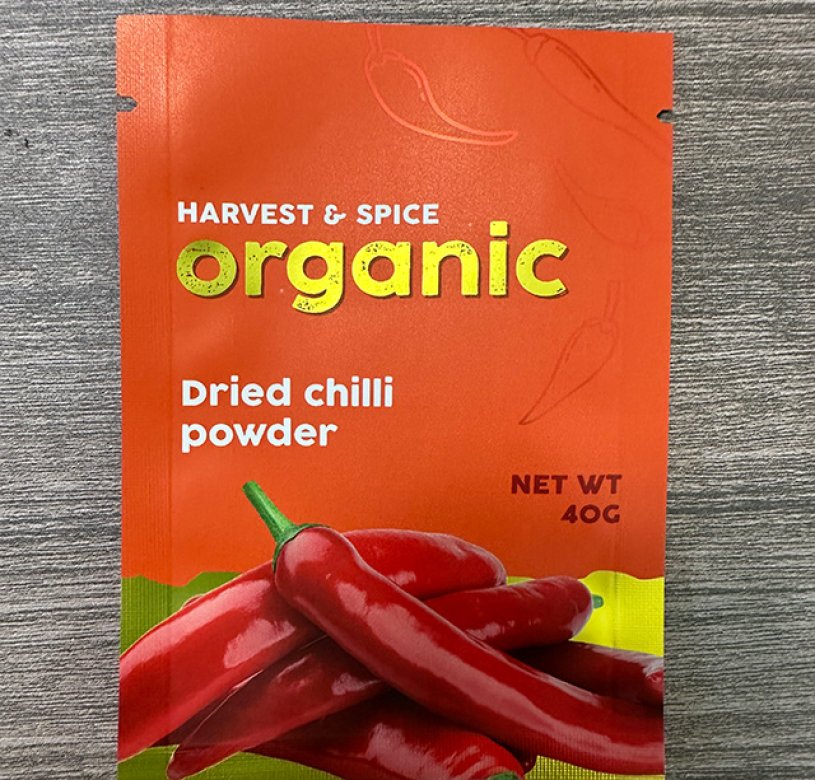 HARVEST & SPICE
organic
Dried chilli
powder
NET WT
40G